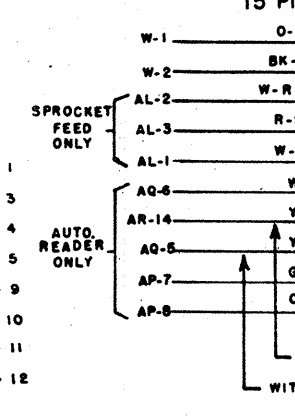 15 P
W-1 O-
W-2 BK-
AL-2 W-R
SPROCKET
FEED
ONLY
AL-3 R-
AL-1 W-
1
3
4
5
9
10
11
12
AQ-6
AR-14
AUTO.
READER
ONLY
AQ-5
AP-7
AP-8
WIT